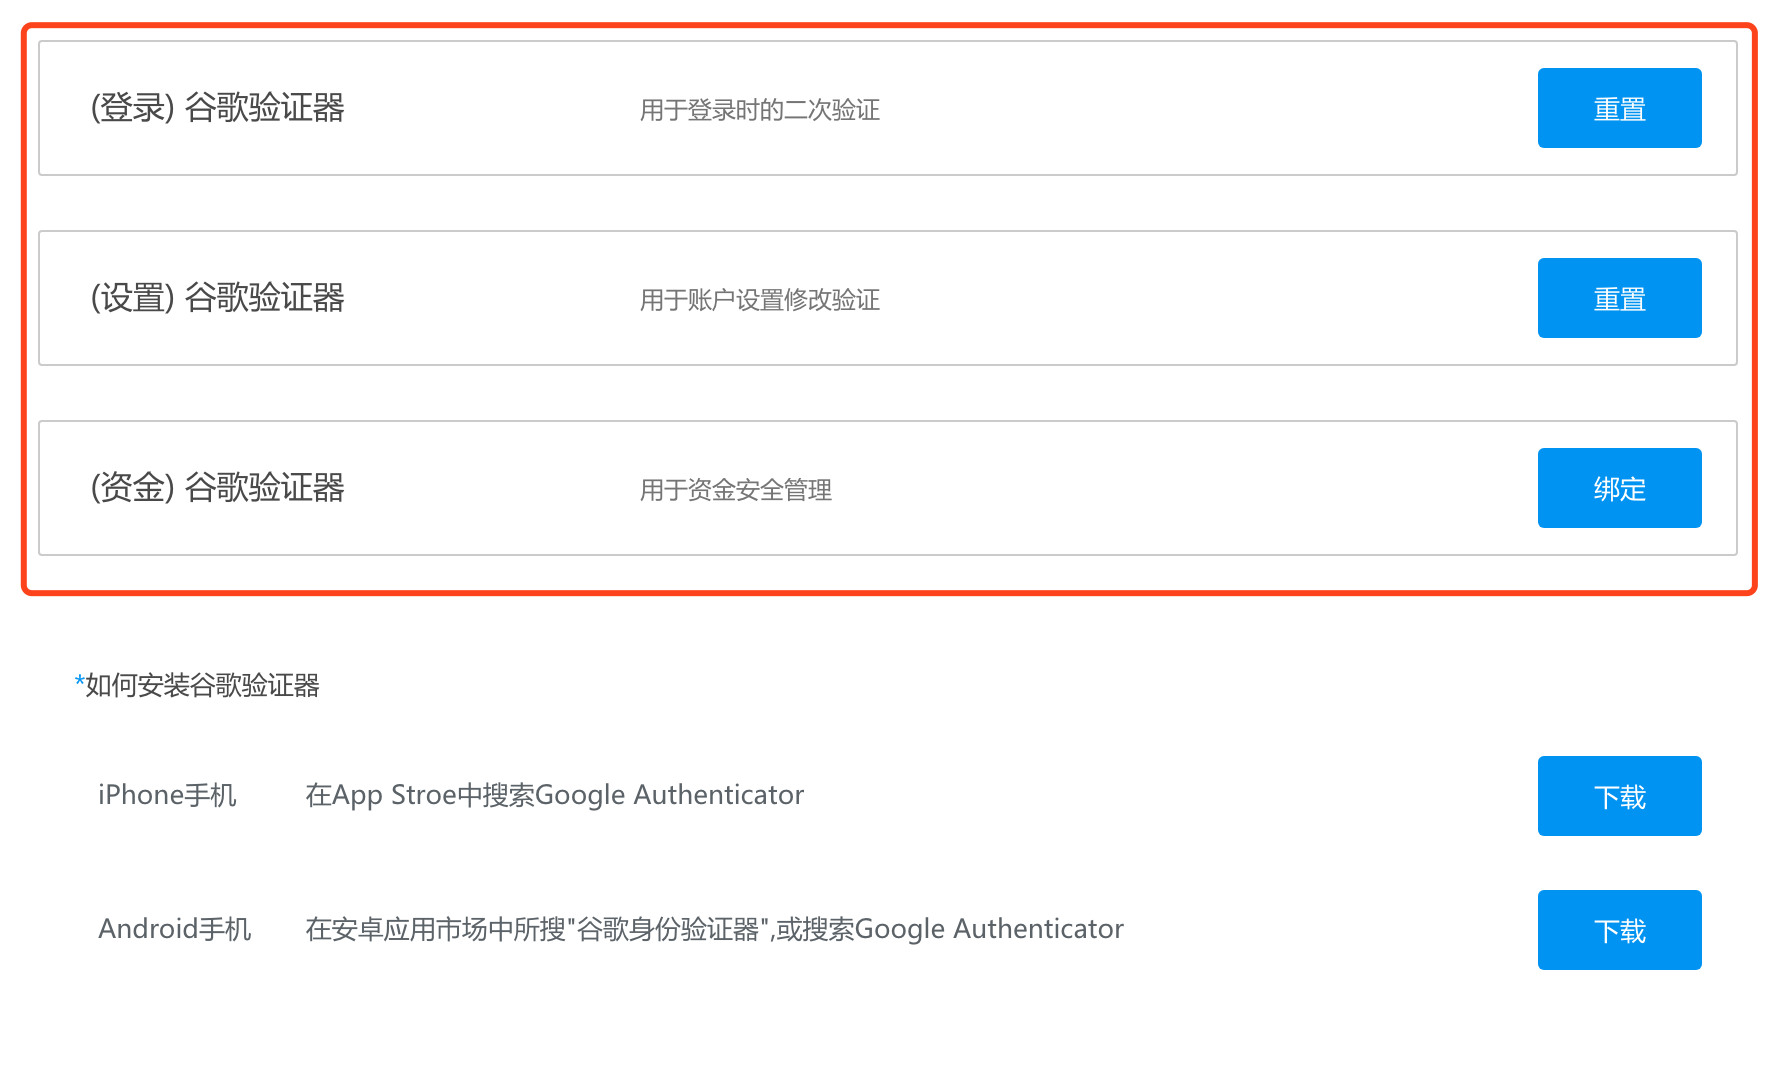 (登录) 谷歌验证器 用于登录时的二次验证 重置
(设置) 谷歌验证器 用于账户设置修改验证 重置
(资金) 谷歌验证器 用于资金安全管理 绑定
*如何安装谷歌验证器
iPhone手机 在App Stroe中搜索Google Authenticator 下载
Android手机 在安卓应用市场中所搜"谷歌身份验证器",或搜索Google Authenticator 下载